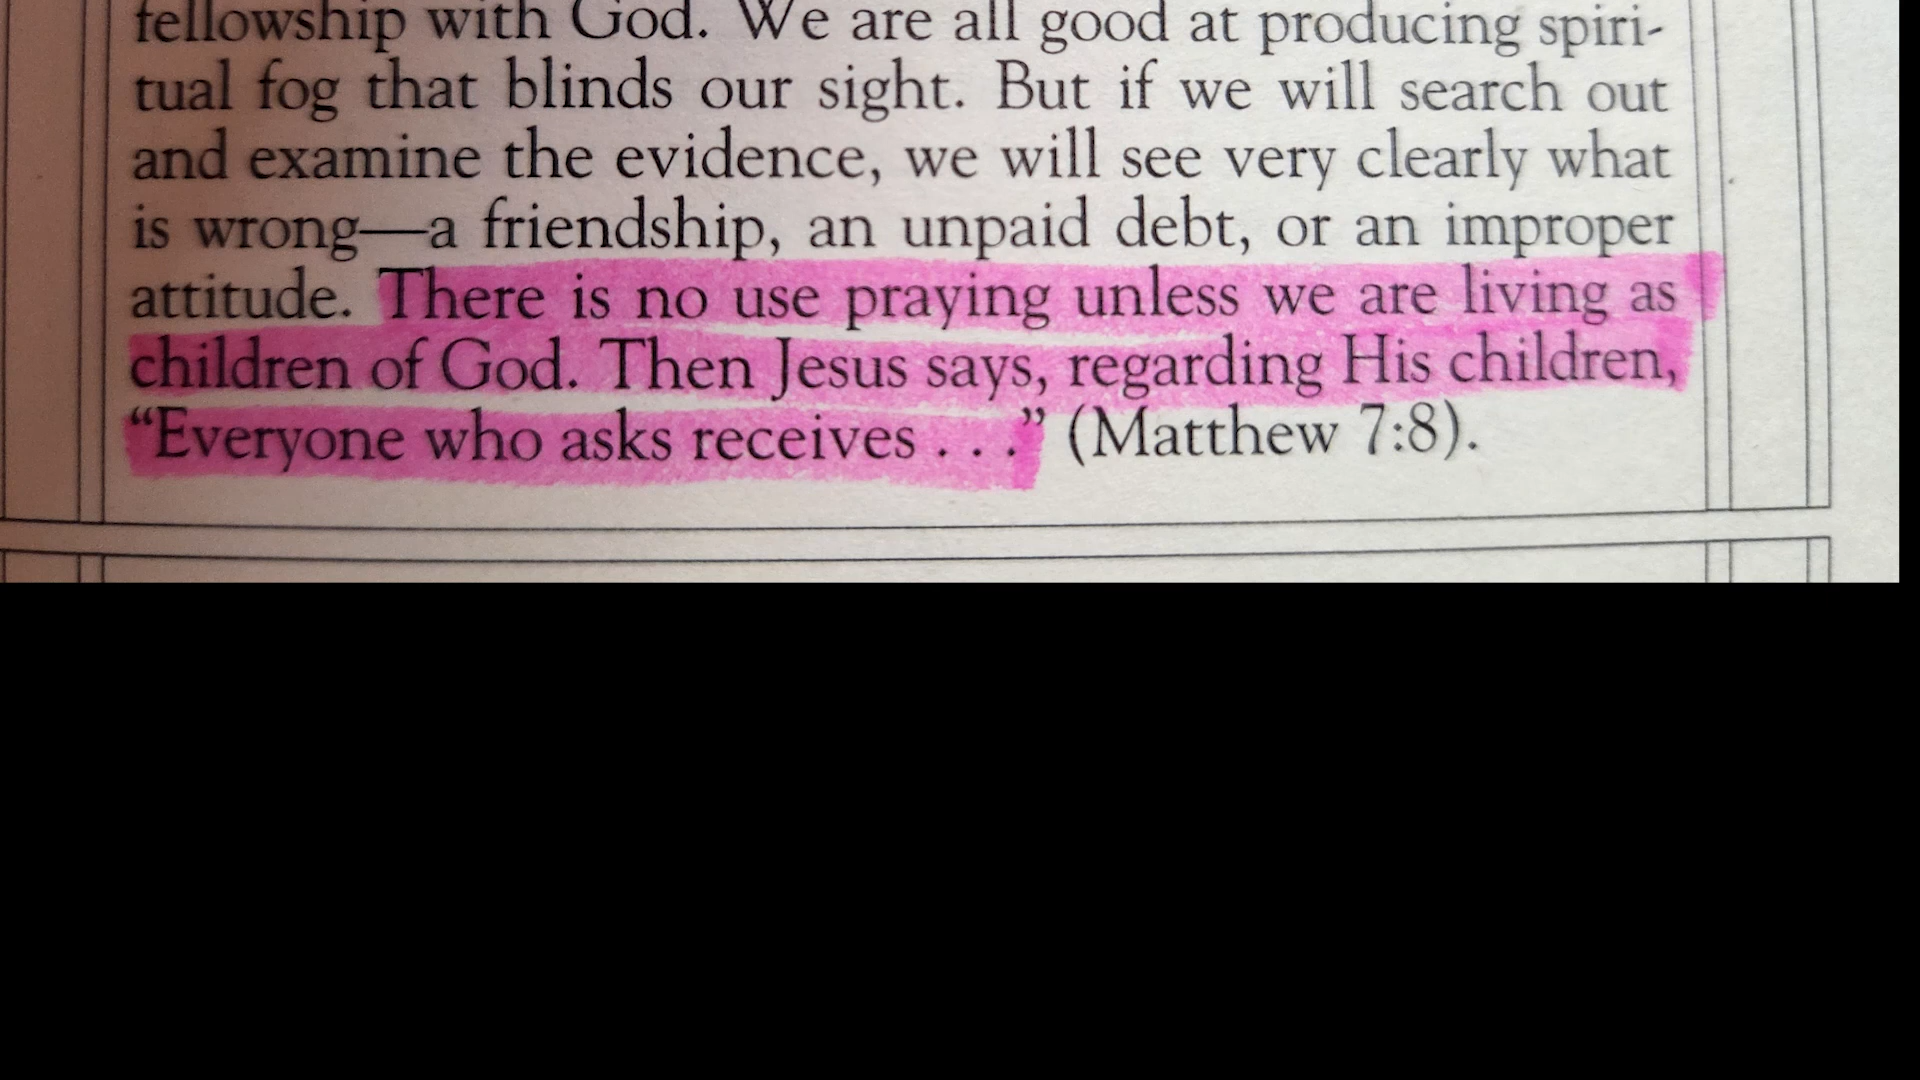 fellowship with God. We are all good at producing spiri-
tual fog that blinds our sight. But if we will search out
and examine the evidence, we will see very clearly what
is wrong—a friendship, an unpaid debt, or an improper
attitude. There is no use praying unless we are living as
children of God. Then Jesus says, regarding His children,
“Everyone who asks receives . . .” (Matthew 7:8).